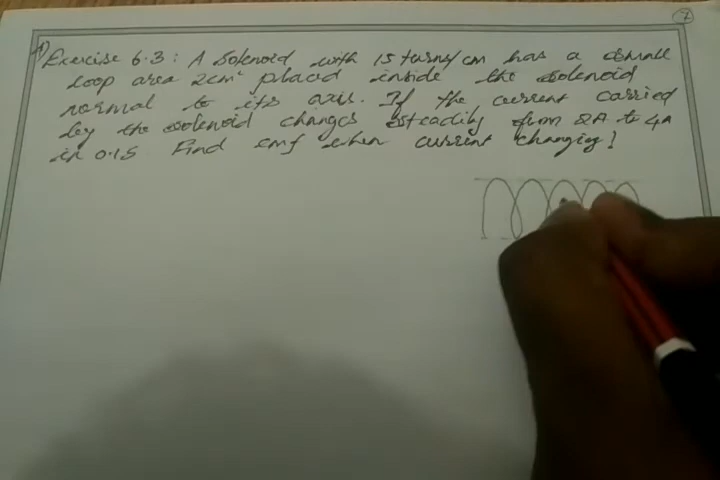 7
1) Exercise 6.3 : A Solenoid with 15 turns/cm has a small
loop area 2cm² placed inside the solenoid
normal to its axis. If the current carried
by the solenoid changes steadily from 2A to 4A
in 0.1S Find emf when current changing!